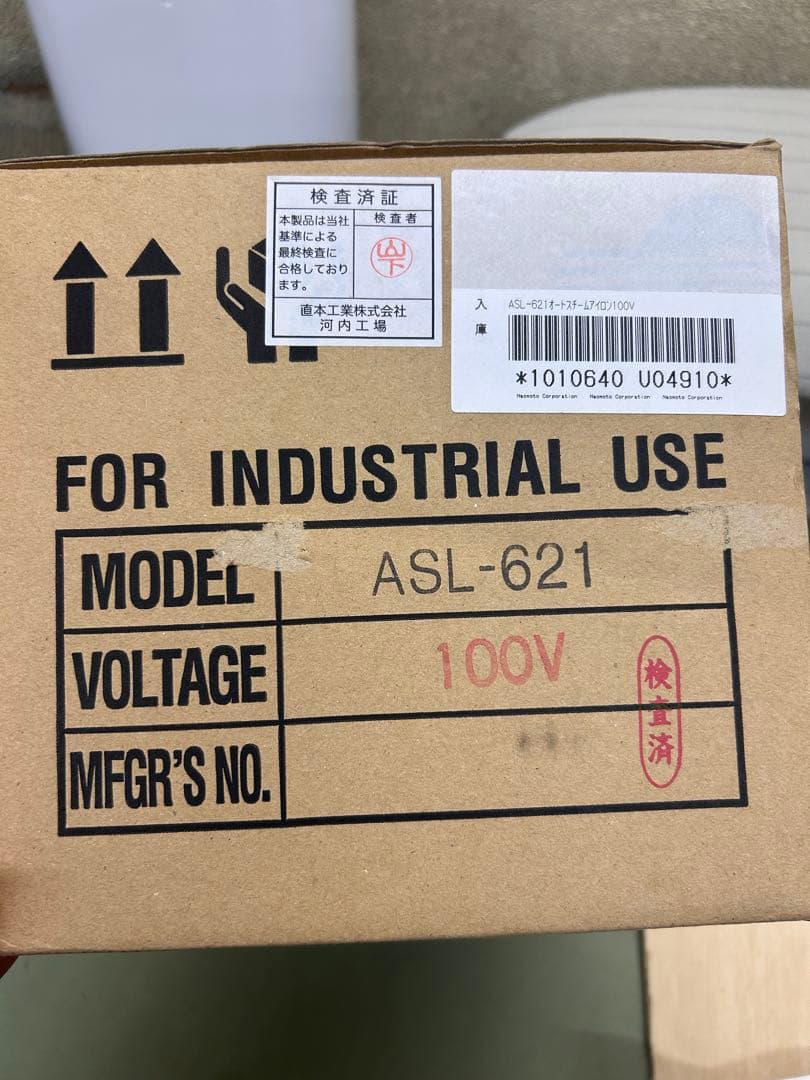 検査済証
本製品は当社
基準による
最終検査に
合格しており
ます。
検査者
山下
直本工業株式会社
河内工場
入庫
ASL-621オートスチームアイロン100V
*1010640 U04910*
Naomoto Corporation Naomoto Corporation Naomoto Corporation
FOR INDUSTRIAL USE
MODEL ASL-621
VOLTAGE 100V
MFGR'S NO.
検査済